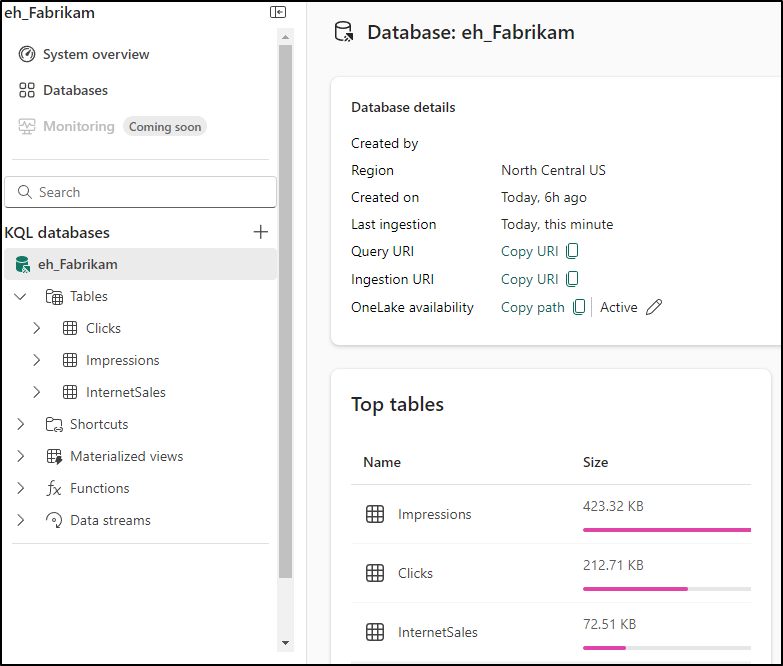 eh_Fabrikam
System overview
Databases
Monitoring Coming soon
Search
KQL databases
eh_Fabrikam
Tables
Clicks
Impressions
InternetSales
Shortcuts
Materialized views
Functions
Data streams
Database: eh_Fabrikam
Database details
Created by
Region North Central US
Created on Today, 6h ago
Last ingestion Today, this minute
Query URI Copy URI
Ingestion URI Copy URI
OneLake availability Copy path Active
Top tables
Name Size
Impressions 423.32 KB
Clicks 212.71 KB
InternetSales 72.51 KB